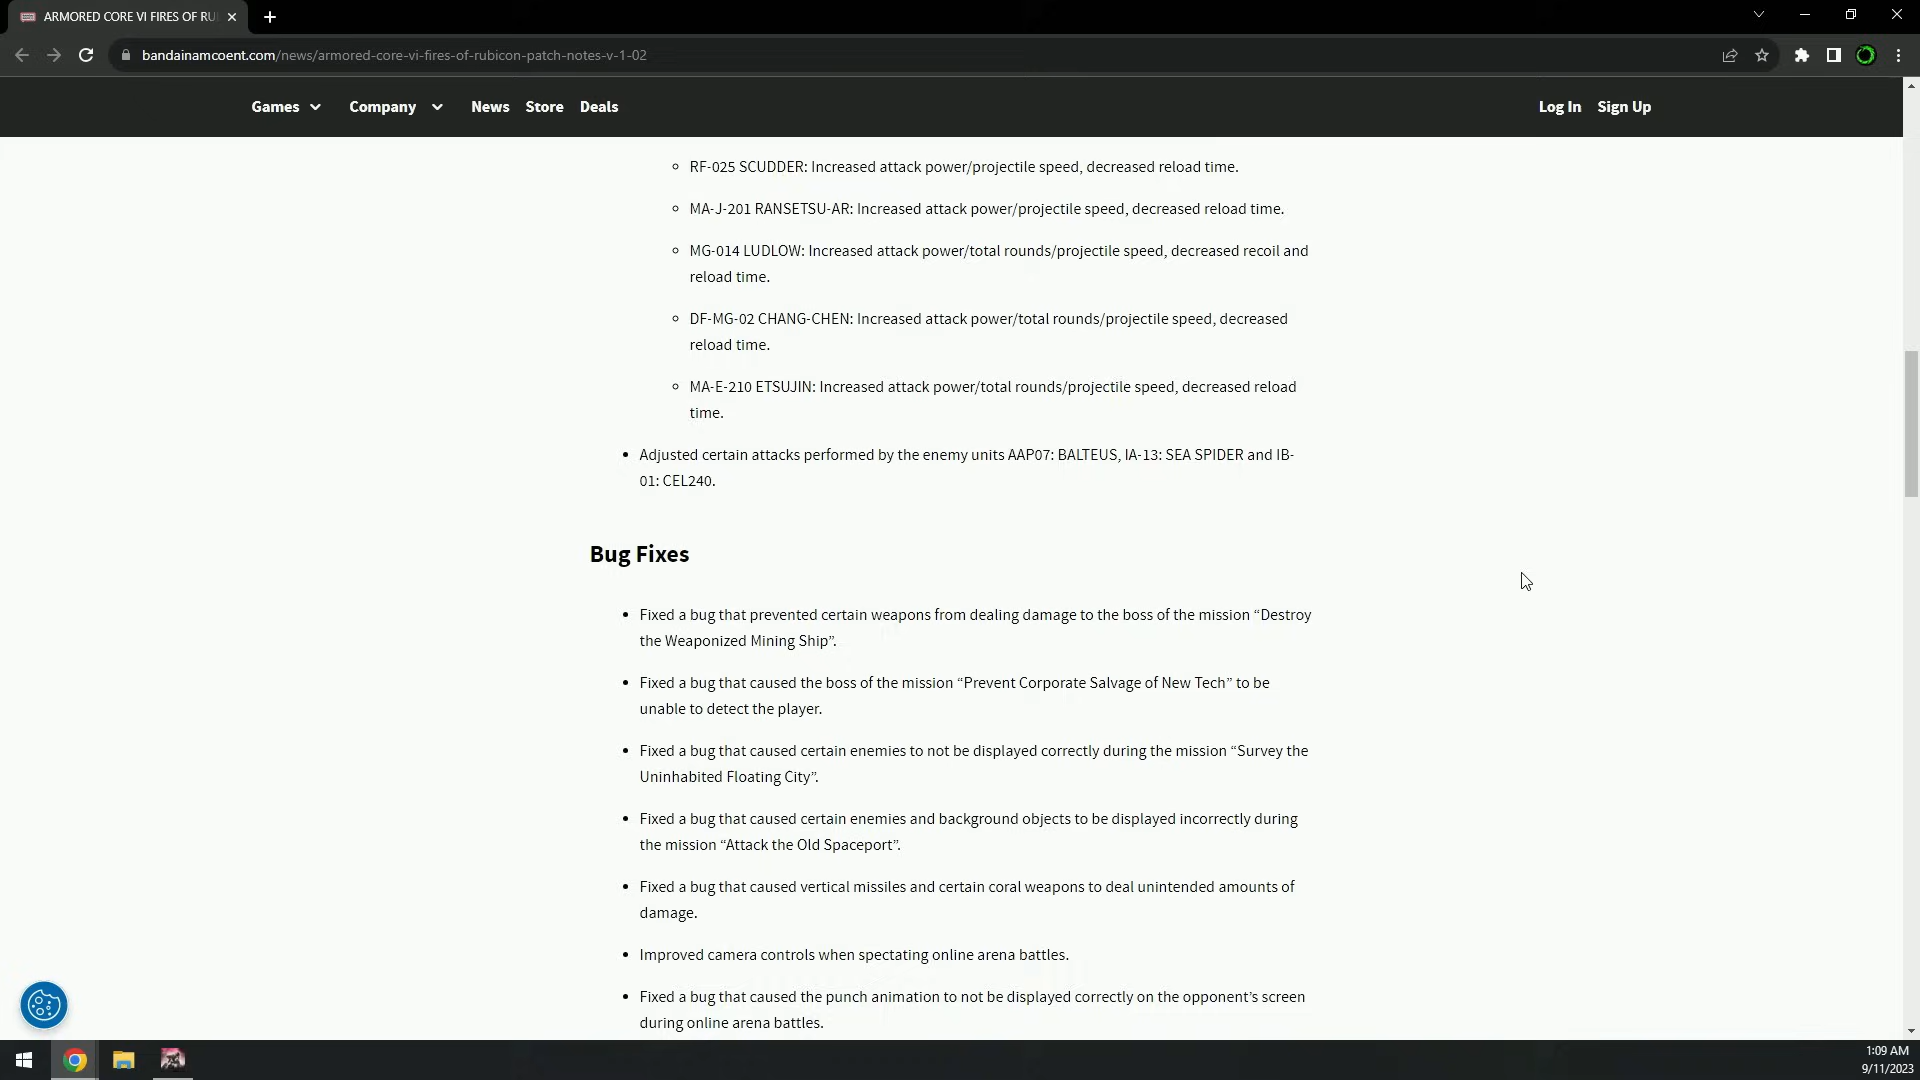 ARMORED CORE VI FIRES OF RU
bandainamcoent.com/news/armored-core-vi-fires-of-rubicon-patch-notes-v-1-02
Games Company News Store Deals Log In Sign Up
RF-025 SCUDDER: Increased attack power/projectile speed, decreased reload time.
MA-J-201 RANSETSU-AR: Increased attack power/projectile speed, decreased reload time.
MG-014 LUDLOW: Increased attack power/total rounds/projectile speed, decreased recoil and
reload time.
DF-MG-02 CHANG-CHEN: Increased attack power/total rounds/projectile speed, decreased
reload time.
MA-E-210 ETSUJIN: Increased attack power/total rounds/projectile speed, decreased reload
time.
Adjusted certain attacks performed by the enemy units AAP07: BALTEUS, IA-13: SEA SPIDER and IB-
01: CEL240.
Bug Fixes
Fixed a bug that prevented certain weapons from dealing damage to the boss of the mission “Destroy
the Weaponized Mining Ship”.
Fixed a bug that caused the boss of the mission “Prevent Corporate Salvage of New Tech” to be
unable to detect the player.
Fixed a bug that caused certain enemies to not be displayed correctly during the mission “Survey the
Uninhabited Floating City”.
Fixed a bug that caused certain enemies and background objects to be displayed incorrectly during
the mission “Attack the Old Spaceport”.
Fixed a bug that caused vertical missiles and certain coral weapons to deal unintended amounts of
damage.
Improved camera controls when spectating online arena battles.
Fixed a bug that caused the punch animation to not be displayed correctly on the opponent’s screen
during online arena battles.
1:09 AM
9/11/2023